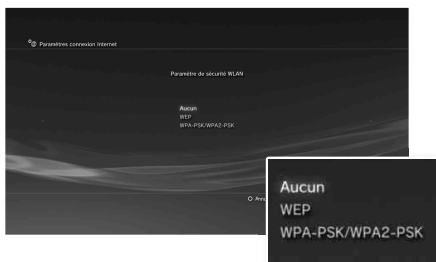 Paramètres connexion Internet
Paramètre de sécurité WLAN
Aucun
WEP
WPA-PSK/WPA2-PSK
Aucun
WEP
WPA-PSK/WPA2-PSK